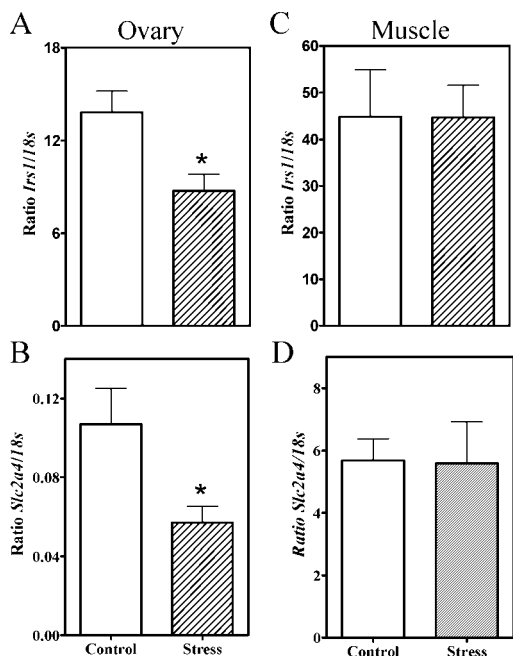 A
Ovary
Ratio Irs1/18s
18
12
6
0
*
C
Muscle
Ratio Irs1/18s
60
50
40
30
20
10
0
B
Ratio Slc2a4/18s
0.12
0.08
0.04
0.00
*
Control Stress
D
Ratio Slc2a4/18s
8
6
4
2
0
Control Stress